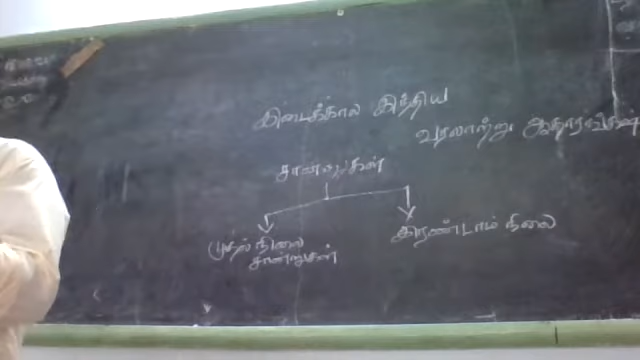 இடைக்கால இந்திய
வரலாற்று ஆதாரங்கள்
சான்றுகள்
முதல் நிலை
சான்றுகள்
இரண்டாம் நிலை